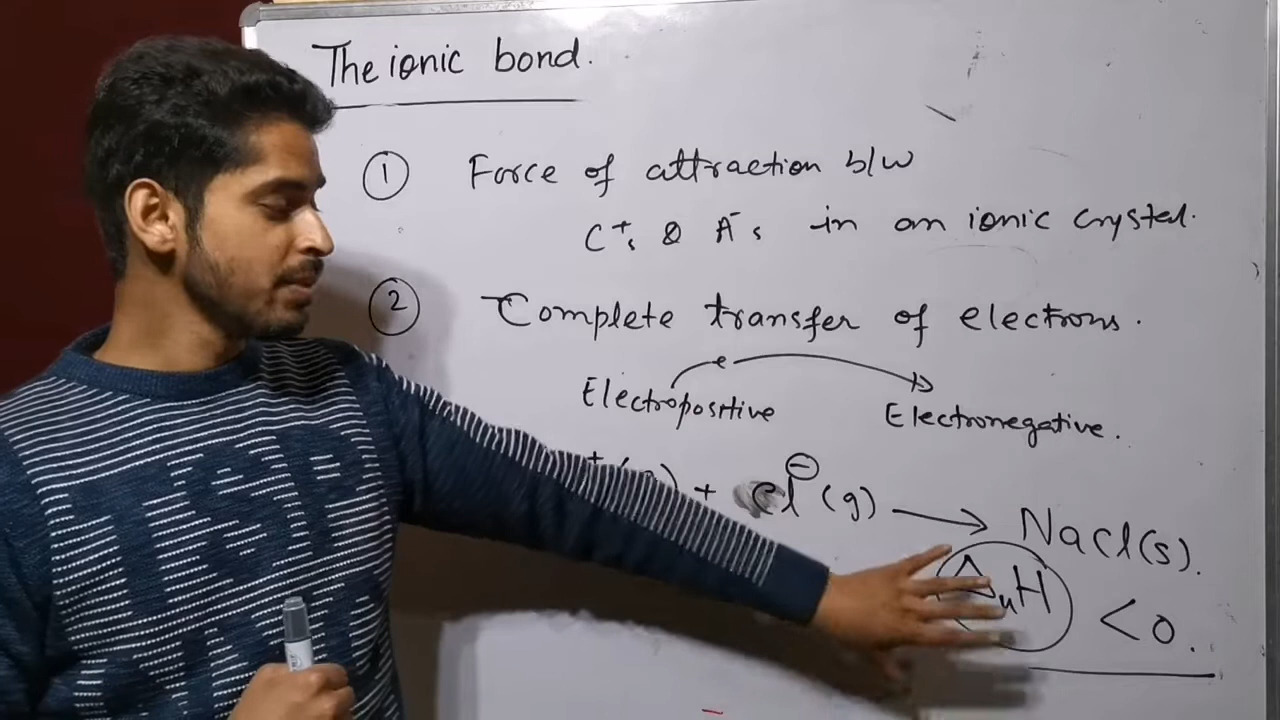 The ionic bond.
① Force of attraction b/w
C⁺s & A⁻s in an ionic crystal.
② Complete transfer of electrons.
e
Electropositive Electronegative.
+ (g) + Cl⊖ (g) → NaCl(s).
ΔuH < 0.